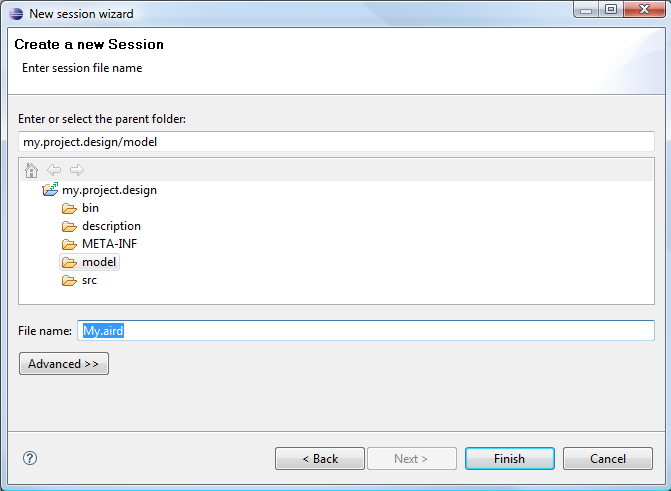 New session wizard
Create a new Session
Enter session file name
Enter or select the parent folder:
my.project.design/model
my.project.design
bin
description
META-INF
model
src
File name: My.aird
Advanced >>
? < Back Next > Finish Cancel